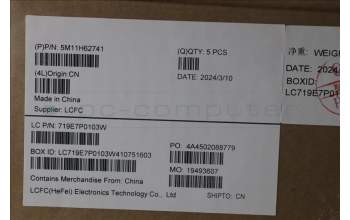 (P)P/N: 5M11H62741
(Q)QTY: 5 PCS
(4L)Origin:CN
DATE: 2024/3/10
Made in China
Supplier: LCFC
净重: WEIGH
DATE: 2024
BOXID:
LC719E7P01
LC P/N: 719E7P0103W
PO: 4A4502088779
BOX ID: LC719E7P0103W410751603
MO: 19493687
Contains Merchandise From: China
LCFC(HeFei) Electronics Technology Co., Ltd
SHIPTO: CN